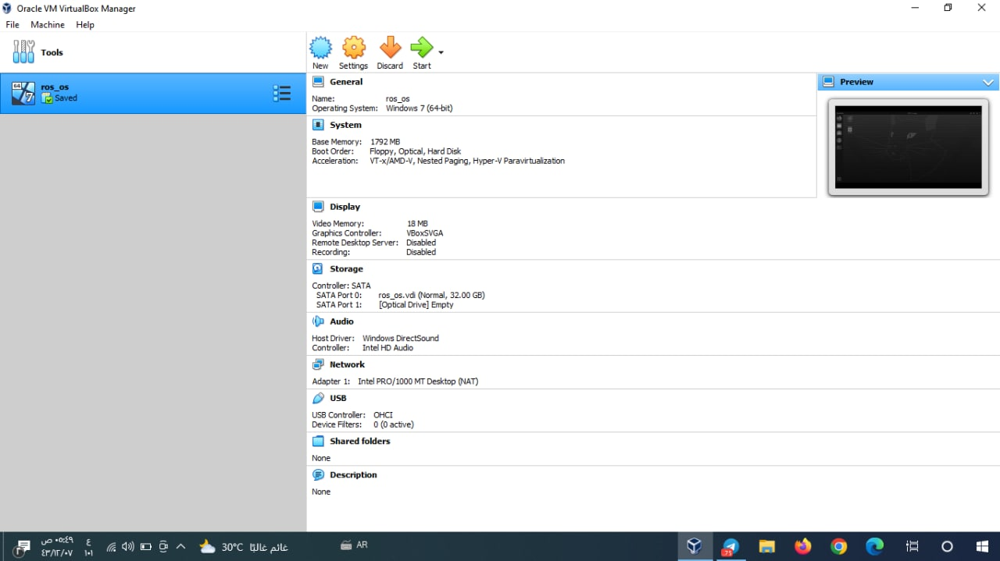 Oracle VM VirtualBox Manager
File Machine Help
Tools
New Settings Discard Start
64
7
ros_os
Saved
General
Name: ros_os
Operating System: Windows 7 (64-bit)
Preview
System
Base Memory: 1792 MB
Boot Order: Floppy, Optical, Hard Disk
Acceleration: VT-x/AMD-V, Nested Paging, Hyper-V Paravirtualization
Display
Video Memory: 18 MB
Graphics Controller: VBoxSVGA
Remote Desktop Server: Disabled
Recording: Disabled
Storage
Controller: SATA
SATA Port 0: ros_os.vdi (Normal, 32.00 GB)
SATA Port 1: [Optical Drive] Empty
Audio
Host Driver: Windows DirectSound
Controller: Intel HD Audio
Network
Adapter 1: Intel PRO/1000 MT Desktop (NAT)
USB
USB Controller: OHCI
Device Filters: 0 (0 active)
Shared folders
None
Description
None
٠٥:٤٩ ص
٤٣/١٢/٠٧
ع
١٠١
30°C غائم غالبًا
AR
75